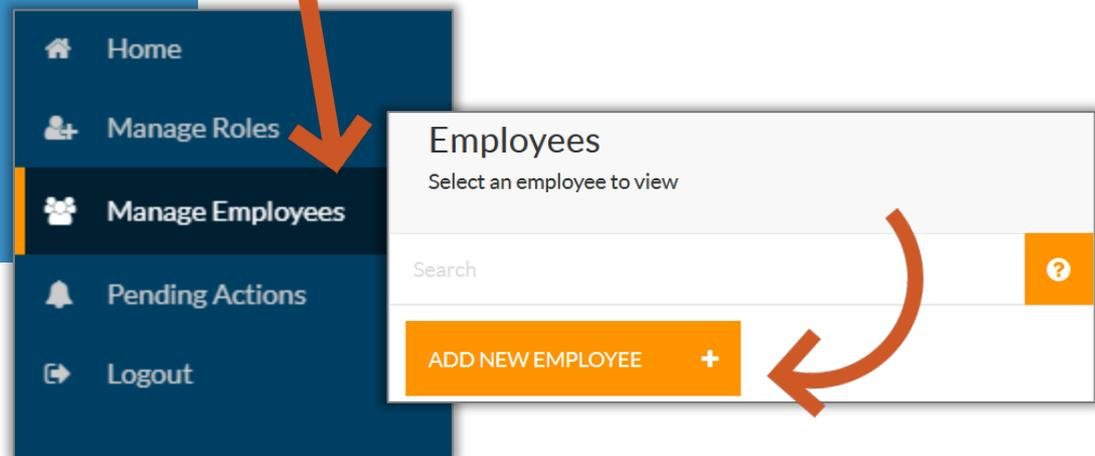 Home
Manage Roles
Manage Employees
Pending Actions
Logout
Employees
Select an employee to view
Search
?
ADD NEW EMPLOYEE +